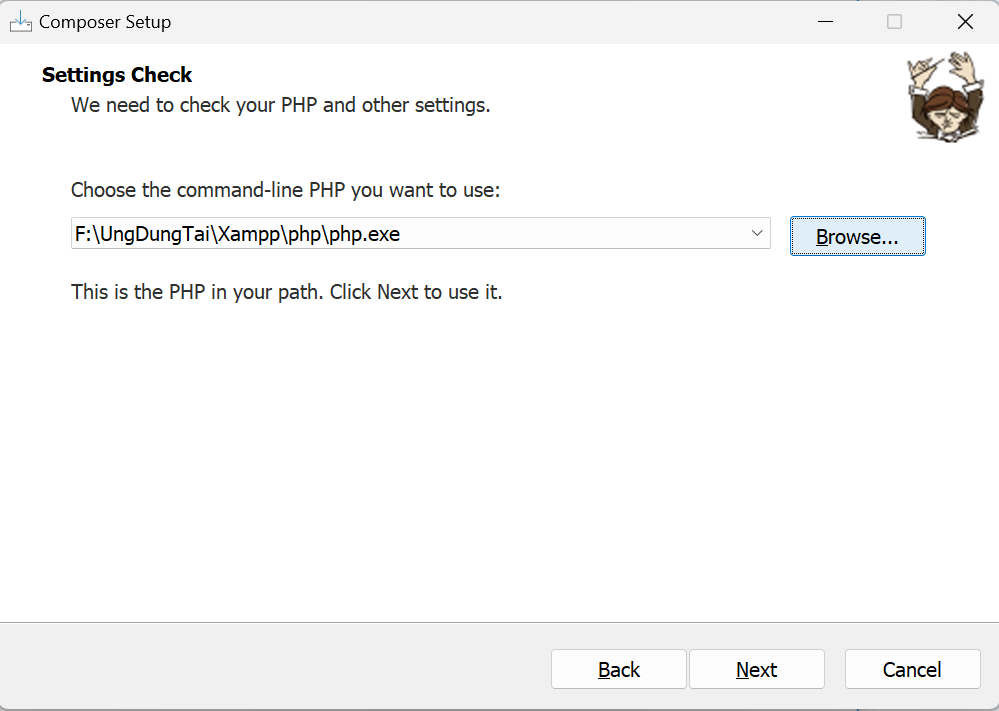 Composer Setup
Settings Check
We need to check your PHP and other settings.
Choose the command-line PHP you want to use:
F:\UngDungTai\Xampp\php\php.exe
Browse...
This is the PHP in your path. Click Next to use it.
Back
Next
Cancel